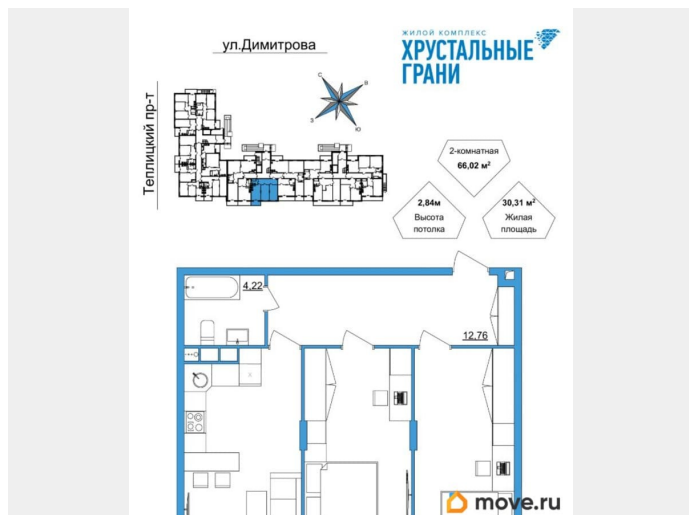 ЖИЛОЙ КОМПЛЕКС
ХРУСТАЛЬНЫЕ
ГРАНИ
ул.Димитрова
Теплицкий пр-т
С
В
З
Ю
2-комнатная
66,02 м²
2,84м
Высота
потолка
30,31 м²
Жилая
площадь
4,22
12,76
move.ru